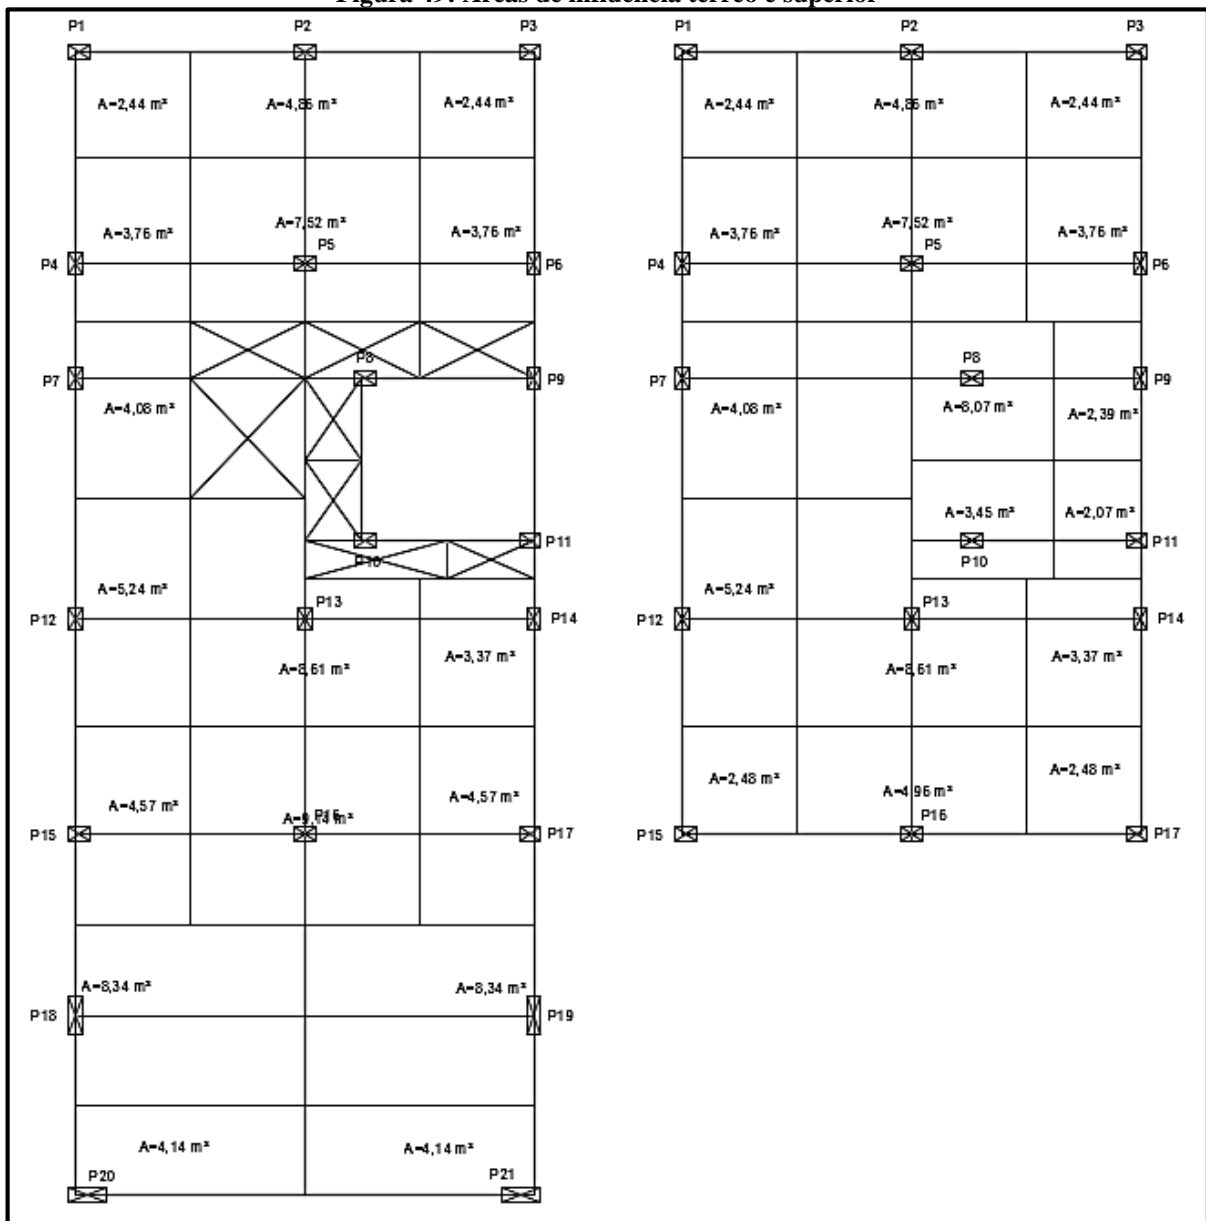 Figura 49: Áreas de influência térreo e superior
P1 P2 P3
A=2,44 m² A=4,86 m² A=2,44 m²
A=3,76 m² A=7,52 m² A=3,76 m²
P4 P5 P6
P7 P8 P9
A=4,08 m²
P10 P11
A=5,24 m²
P12 P13 P14
A=8,61 m² A=3,37 m²
A=4,57 m² A=9,14 m² A=4,57 m²
P15 P16 P17
A=8,34 m² A=8,34 m²
P18 P19
A=4,14 m² A=4,14 m²
P20 P21
P1 P2 P3
A=2,44 m² A=4,86 m² A=2,44 m²
A=3,76 m² A=7,52 m² A=3,76 m²
P4 P5 P6
P7 P8 P9
A=4,08 m² A=8,07 m² A=2,39 m²
A=3,45 m² A=2,07 m²
P10 P11
A=5,24 m²
P12 P13 P14
A=8,61 m² A=3,37 m²
A=2,48 m² A=4,96 m² A=2,48 m²
P15 P16 P17